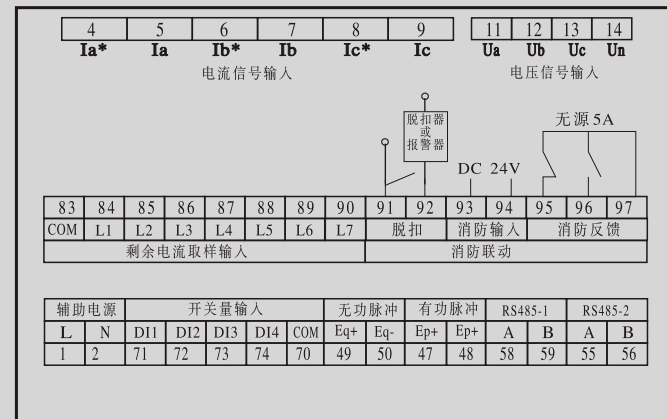 4 5 6 7 8 9 11 12 13 14
Ia* Ia Ib* Ib Ic* Ic Ua Ub Uc Un
电流信号输入 电压信号输入
脱扣器
或
报警器
无源5A
DC 24V
83 84 85 86 87 88 89 90 91 92 93 94 95 96 97
COM L1 L2 L3 L4 L5 L6 L7 脱扣 消防输入 消防反馈
剩余电流取样输入 消防联动
辅助电源 开关量输入 无功脉冲 有功脉冲 RS485-1 RS485-2
L N DI1 DI2 DI3 DI4 COM Eq+ Eq- Ep+ Ep+ A B A B
1 2 71 72 73 74 70 49 50 47 48 58 59 55 56